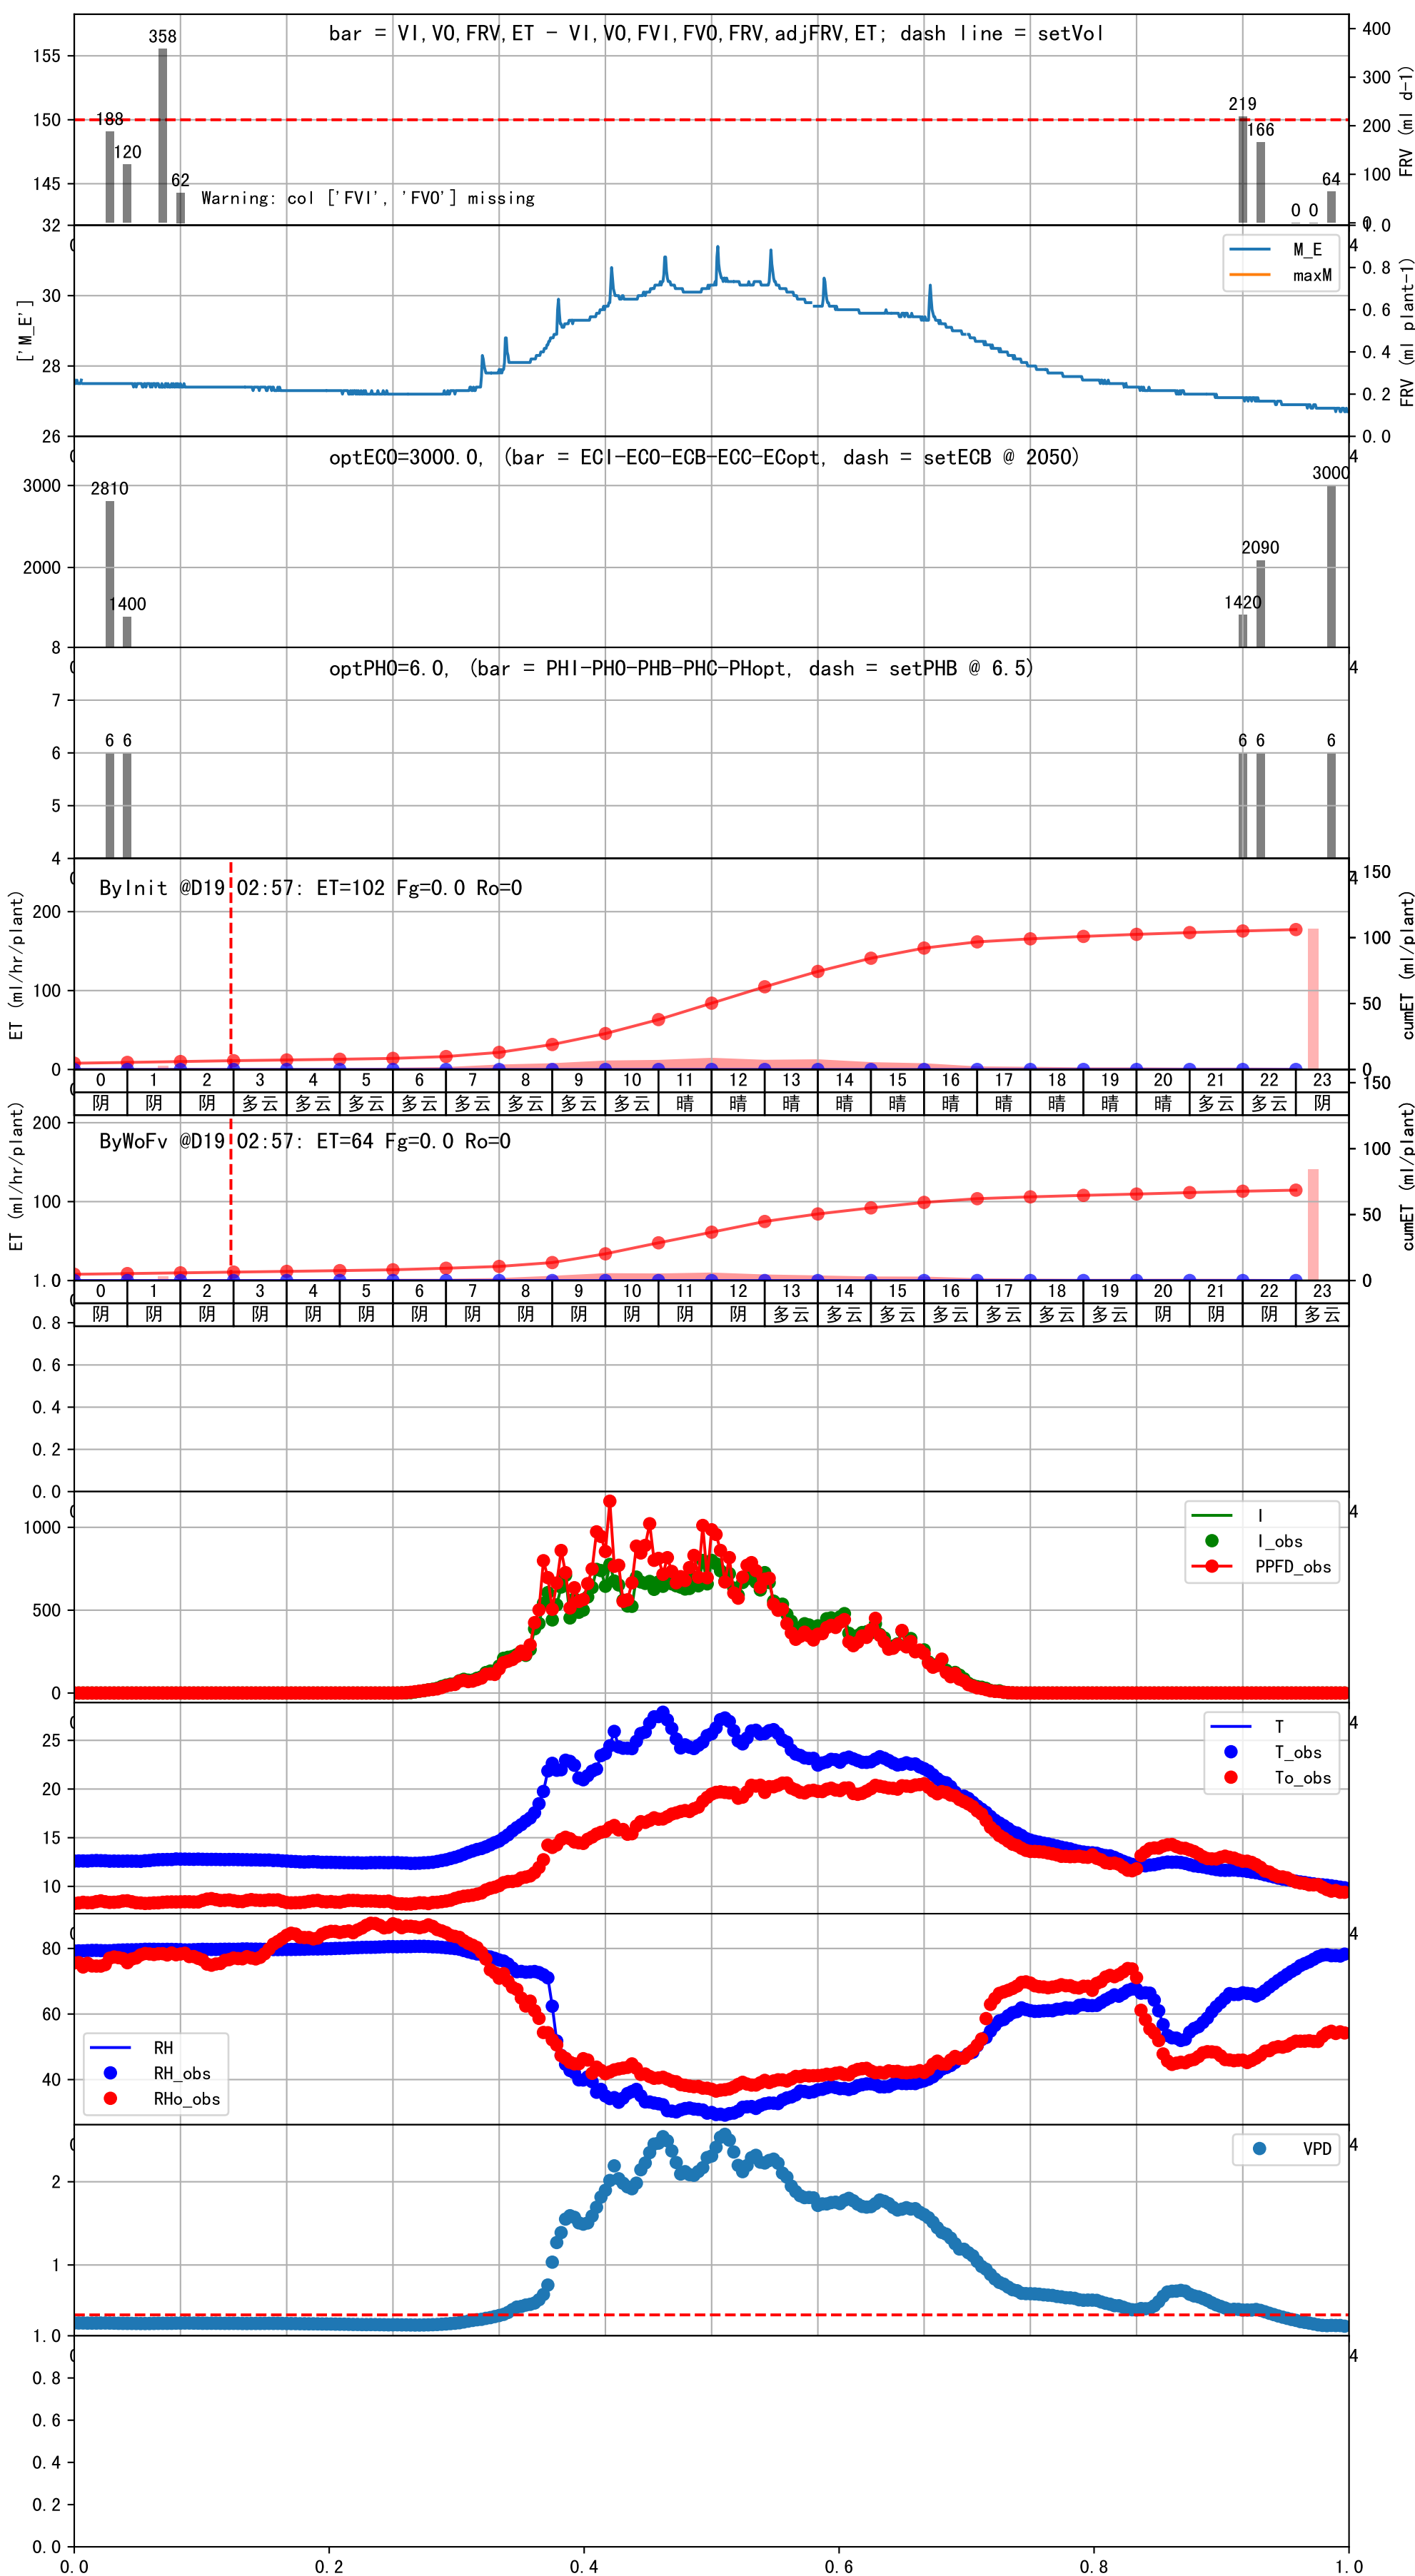 bar = VI,VO,FRV,ET - VI,VO,FVI,FVO,FRV,adjFRV,ET; dash line = setVol
155
150
145
32
358
188
120
62
Warning: col ['FVI', 'FVO'] missing
219
166
0 0
64
400
300
200
100
0
FRV (ml d-1)
['M_E']
30
28
26
M_E
maxM
1.0
0.8
0.6
0.4
0.2
0.0
FRV (ml plant-1)
optECO=3000.0, (bar = ECI-ECO-ECB-ECC-ECopt, dash = setECB @ 2050)
3000
2000
8
2810
1400
1420
2090
3000
optPHO=6.0, (bar = PHI-PHO-PHB-PHC-PHopt, dash = setPHB @ 6.5)
7
6
5
4
6 6
6 6
6
ByInit @D19 02:57: ET=102 Fg=0.0 Ro=0
ET (ml/hr/plant)
200
100
0
150
100
50
0
cumET (ml/plant)
0 1 2 3 4 5 6 7 8 9 10 11 12 13 14 15 16 17 18 19 20 21 22 23
阴 阴 阴 多云 多云 多云 多云 多云 多云 多云 多云 晴 晴 晴 晴 晴 晴 晴 晴 晴 晴 多云 多云 阴
ByWoFv @D19 02:57: ET=64 Fg=0.0 Ro=0
ET (ml/hr/plant)
200
100
1.0
150
100
50
0
cumET (ml/plant)
0 1 2 3 4 5 6 7 8 9 10 11 12 13 14 15 16 17 18 19 20 21 22 23
阴 阴 阴 阴 阴 阴 阴 阴 阴 阴 阴 阴 阴 多云 多云 多云 多云 多云 多云 多云 阴 阴 阴 多云
0.8
0.6
0.4
0.2
0.0
1000
500
0
I
I_obs
PPFD_obs
25
20
15
10
T
T_obs
To_obs
80
60
40
RH
RH_obs
RHo_obs
2
1
1.0
VPD
0.8
0.6
0.4
0.2
0.0
0.0 0.2 0.4 0.6 0.8 1.0